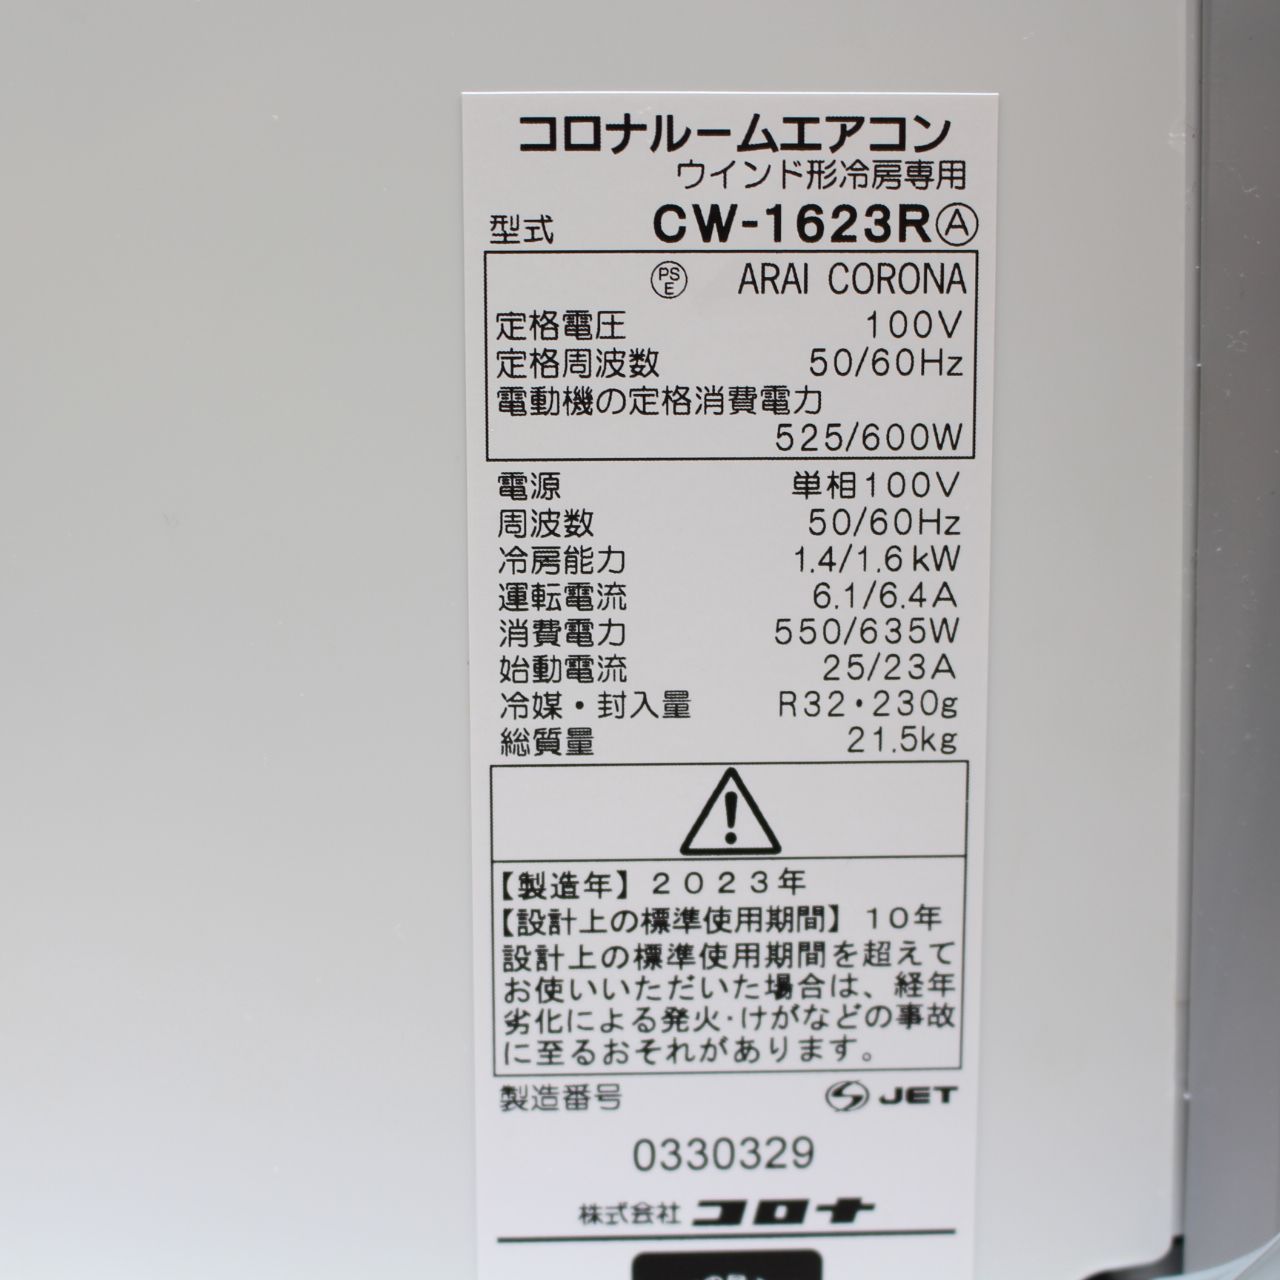 コロナルームエアコン
ウインド形冷房専用
型式 CW-1623RⒶ
PSE ARAI CORONA
定格電圧 100V
定格周波数 50/60Hz
電動機の定格消費電力
525/600W
電源 単相100V
周波数 50/60Hz
冷房能力 1.4/1.6kW
運転電流 6.1/6.4A
消費電力 550/635W
始動電流 25/23A
冷媒・封入量 R32・230g
総質量 21.5kg
【製造年】2023年
【設計上の標準使用期間】10年
設計上の標準使用期間を超えて
お使いいただいた場合は、経年
劣化による発火・けがなどの事故
に至るおそれがあります。
製造番号 JET
0330329
株式会社 コロナ